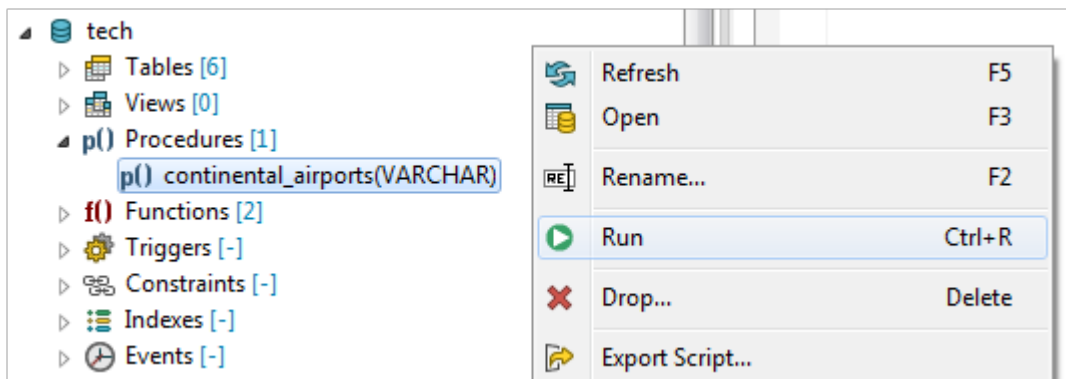 tech
Tables [6]
Views [0]
p() Procedures [1]
p() continental_airports(VARCHAR)
f() Functions [2]
Triggers [-]
Constraints [-]
Indexes [-]
Events [-]
Refresh F5
Open F3
RE Rename... F2
Run Ctrl+R
Drop... Delete
Export Script...